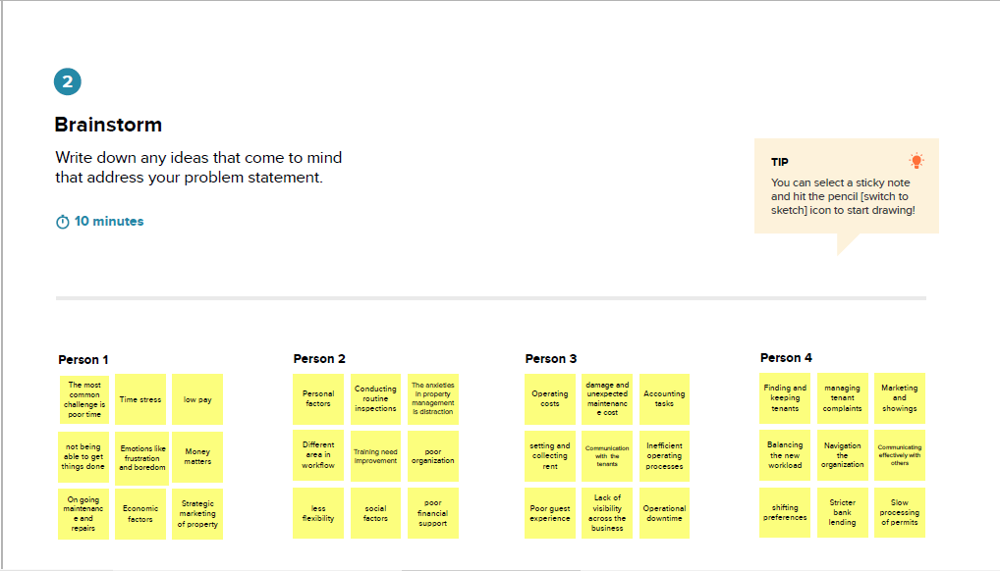 2
Brainstorm
Write down any ideas that come to mind
that address your problem statement.
10 minutes
TIP
You can select a sticky note
and hit the pencil [switch to
sketch] icon to start drawing!
Person 1
The most
common
challenge is
poor time
Time stress
low pay
not being
able to get
things done
Emotions like
frustration
and boredom
Money
matters
On going
maintenanc
e and
repairs
Economic
factors
Strategic
marketing
of property
Person 2
Personal
factors
Conducting
routine
inspections
The anxieties
in property
management
is distraction
Different
area in
workflow
Training need
improvement
poor
organization
less
flexibility
social
factors
poor
financial
support
Person 3
Operating
costs
damage and
unexpected
maintenanc
e cost
Accounting
tasks
setting and
collecting
rent
Communication
with the
tenants
Inefficient
operating
processes
Poor guest
experience
Lack of
visibility
across the
business
Operational
downtime
Person 4
Finding and
keeping
tenants
managing
tenant
complaints
Marketing
and
showings
Balancing
the new
workload
Navigation
the
organization
Communicating
effectively with
others
shifting
preferences
Stricter
bank
lending
Slow
processing
of permits